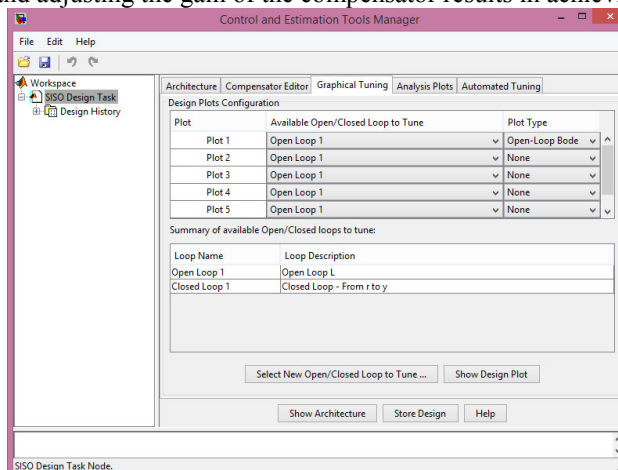 and adjusting the gain of the compensator results in
Control and Estimation Tools Manager
File Edit Help
Workspace
SISO Design Task
Design History
Architecture Compensator Editor Graphical Tuning Analysis Plots Automated Tuning
Design Plots Configuration
Plot Available Open/Closed Loop to Tune Plot Type
Plot 1 Open Loop 1 Open-Loop Bode
Plot 2 Open Loop 1 None
Plot 3 Open Loop 1 None
Plot 4 Open Loop 1 None
Plot 5 Open Loop 1 None
Summary of available Open/Closed loops to tune:
Loop Name Loop Description
Open Loop 1 Open Loop L
Closed Loop 1 Closed Loop - From r to y
Select New Open/Closed Loop to Tune ... Show Design Plot
Show Architecture Store Design Help
SISO Design Task Node.